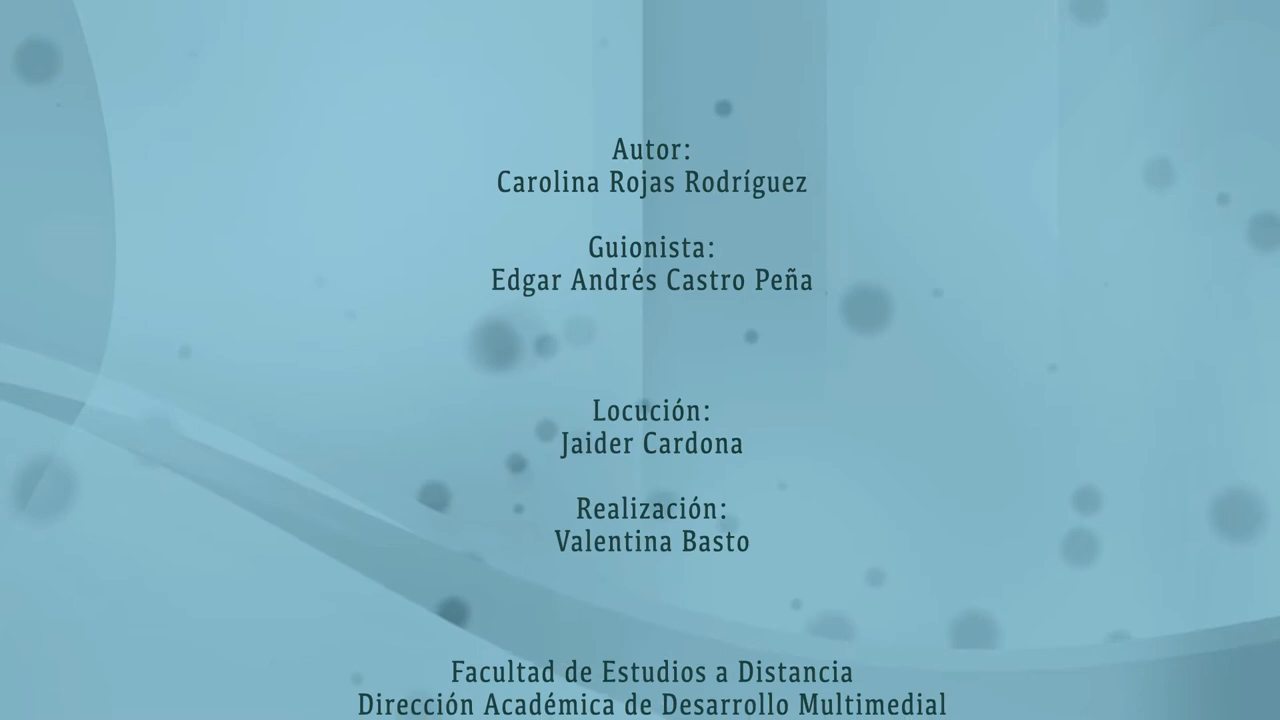 Autor:
Carolina Rojas Rodríguez
Guionista:
Edgar Andrés Castro Peña
Locución:
Jaider Cardona
Realización:
Valentina Basto
Facultad de Estudios a Distancia
Dirección Académica de Desarrollo Multimedial